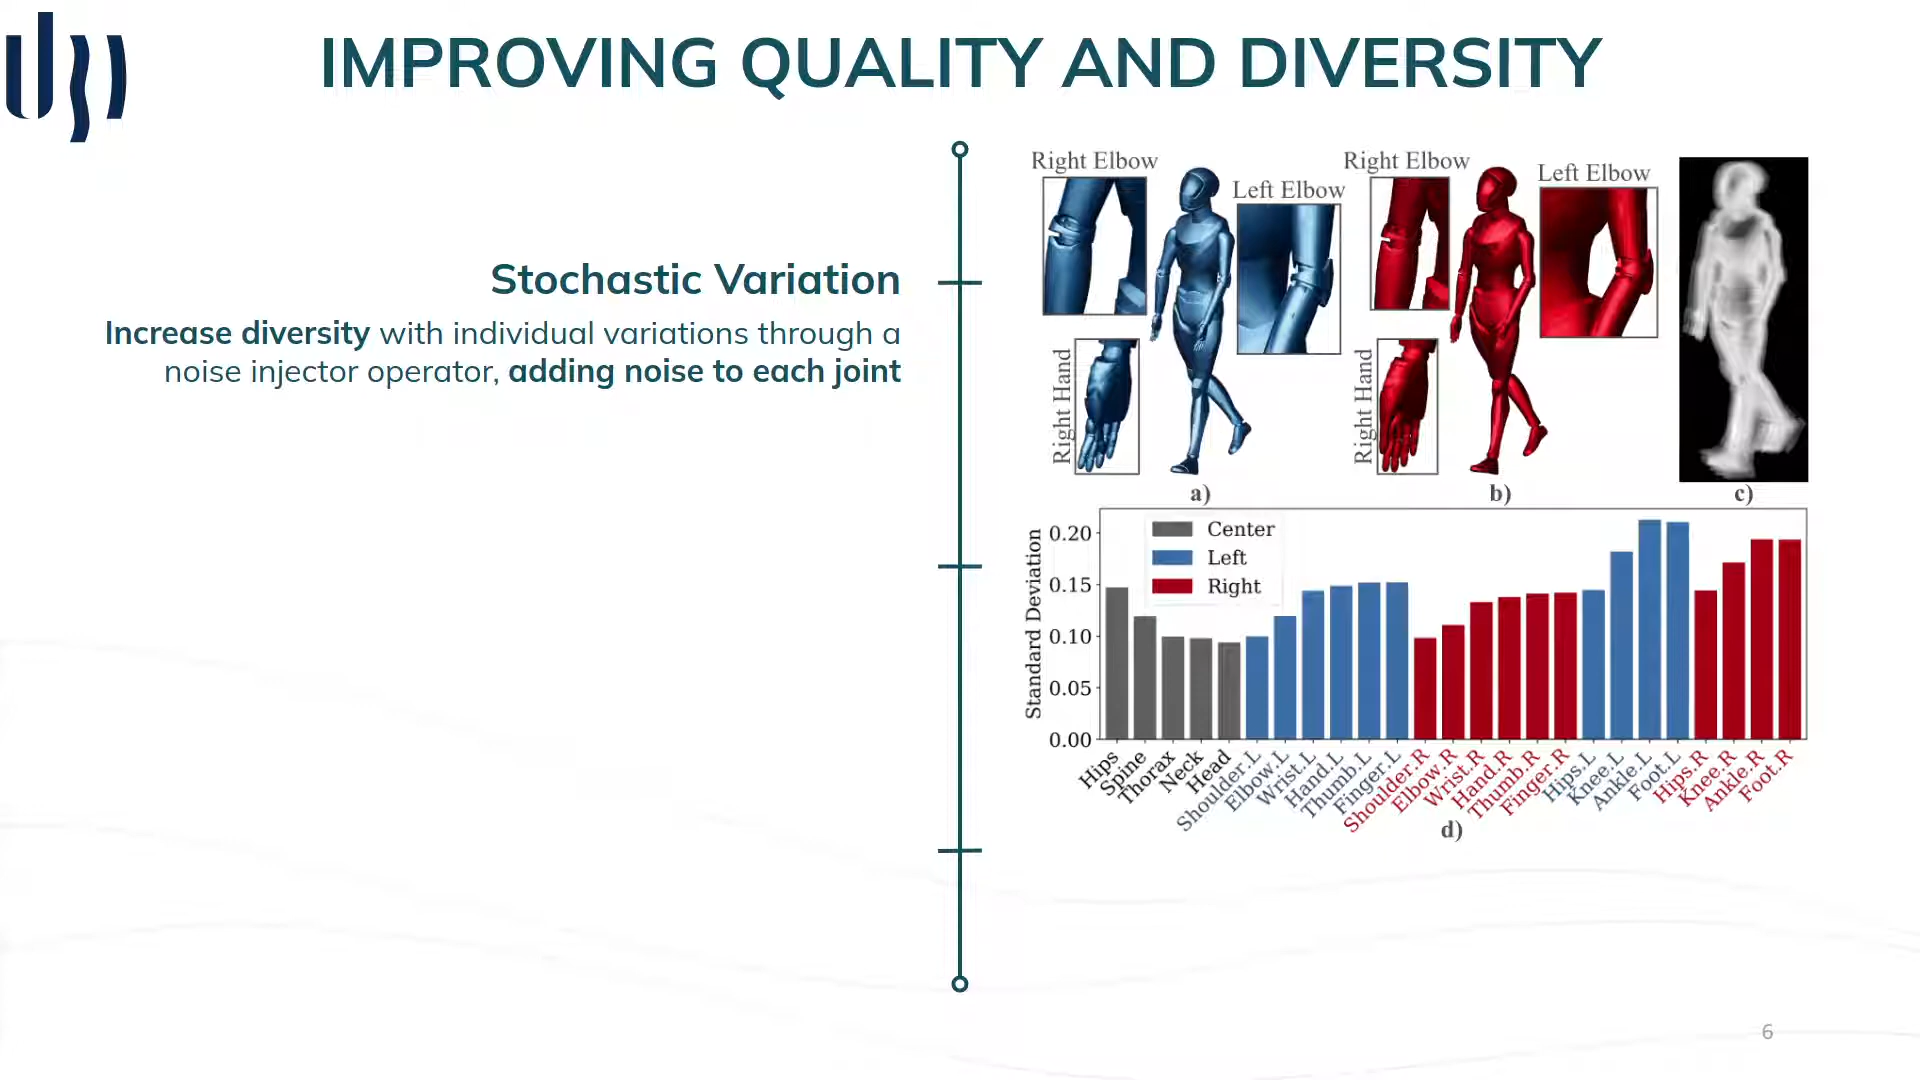 IMPROVING QUALITY AND DIVERSITY
Stochastic Variation
Increase diversity with individual variations through a
noise injector operator, adding noise to each joint
Right Elbow
Left Elbow
Right Hand
a)
Right Elbow
Left Elbow
Right Hand
b)
c)
Standard Deviation
0.20
0.15
0.10
0.05
0.00
Center
Left
Right
Hips
Spine
Thorax
Neck
Head
Shoulder.L
Elbow.L
Wrist.L
Hand.L
Thumb.L
Finger.L
Shoulder.R
Elbow.R
Wrist.R
Hand.R
Thumb.R
Finger.R
Hips.L
Knee.L
Ankle.L
Foot.L
Hips.R
Knee.R
Ankle.R
Foot.R
d)
6